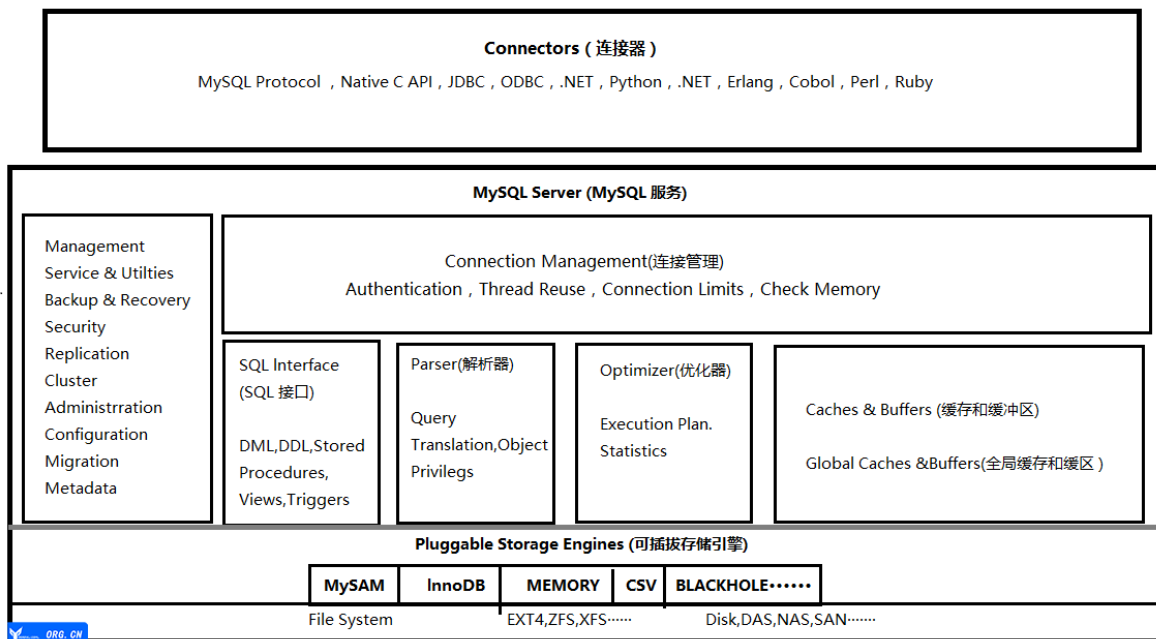 Connectors ( 连接器 )
MySQL Protocol ，Native C API , JDBC , ODBC , .NET , Python , .NET , Erlang , Cobol , Perl , Ruby
MySQL Server (MySQL 服务)
Management
Service & Utilties
Backup & Recovery
Security
Replication
Cluster
Administrration
Configuration
Migration
Metadata
Connection Management(连接管理)
Authentication , Thread Reuse , Connection Limits , Check Memory
SQL lnterface
(SQL 接口)
DML,DDL,Stored
Procedures,
Views,Triggers
Parser(解析器)
Query
Translation,Object
Privilegs
Optimizer(优化器)
Execution Plan.
Statistics
Caches & Buffers (缓存和缓冲区)
Global Caches &Buffers(全局缓存和缓区 )
Pluggable Storage Engines (可插拔存储引擎)
MySAM lnnoDB MEMORY CSV BLACKHOLE······
File System EXT4,ZFS,XFS······ Disk,DAS,NAS,SAN·······
ORG.CN